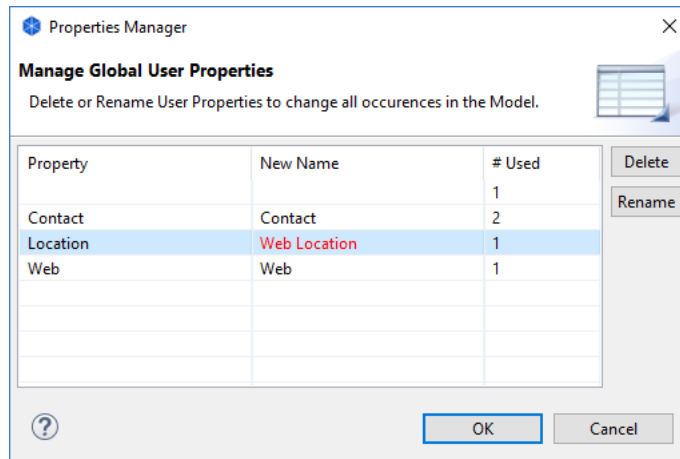 Properties Manager
Manage Global User Properties
Delete or Rename User Properties to change all occurences in the Model.
Property New Name # Used
1
Contact Contact 2
Location Web Location 1
Web Web 1
Delete
Rename
?
OK Cancel